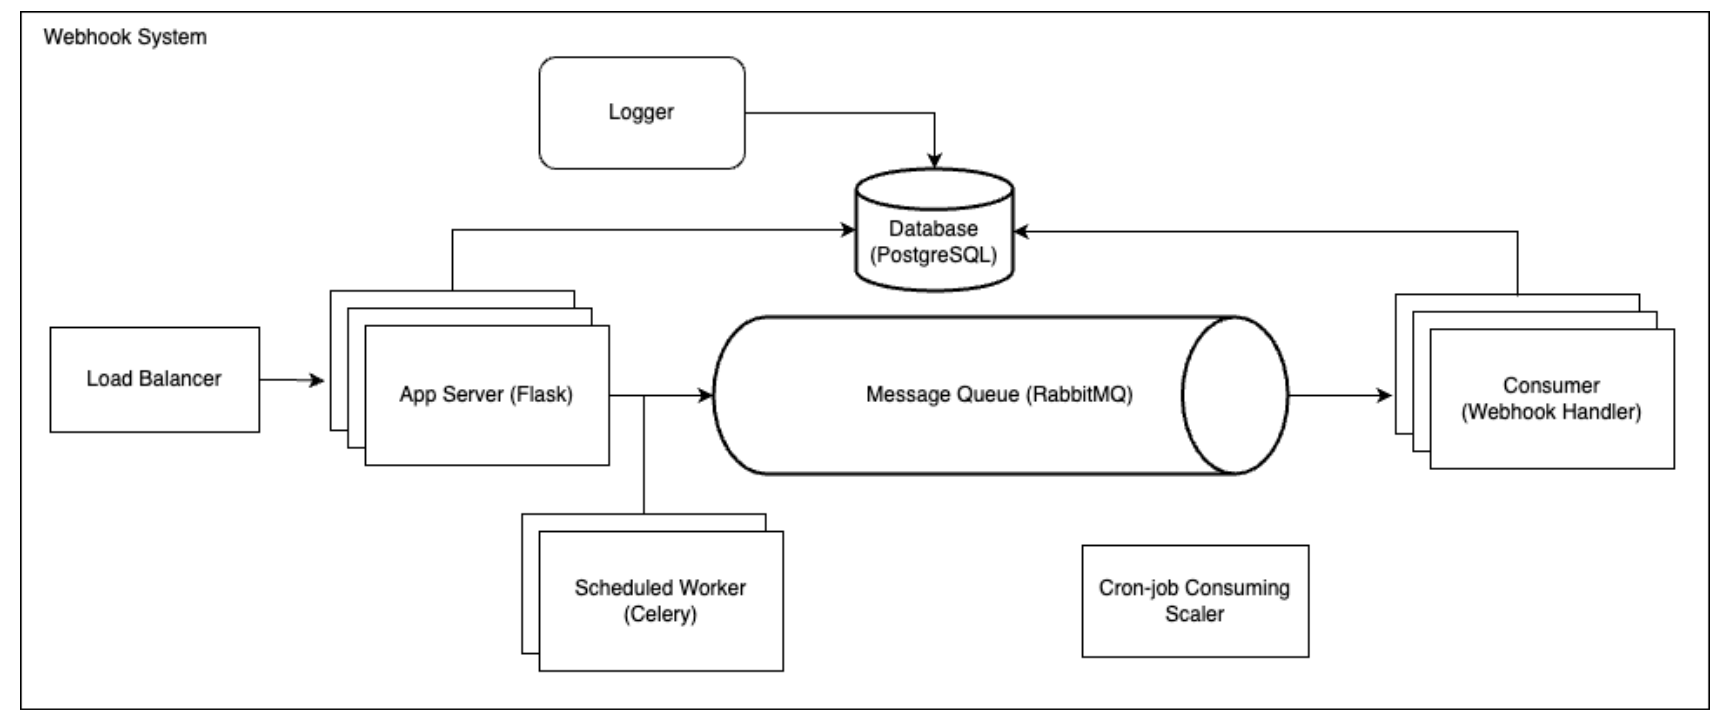 Webhook System
Logger
Database
(PostgreSQL)
Load Balancer
App Server (Flask)
Message Queue (RabbitMQ)
Consumer
(Webhook Handler)
Scheduled Worker
(Celery)
Cron-job Consuming
Scaler